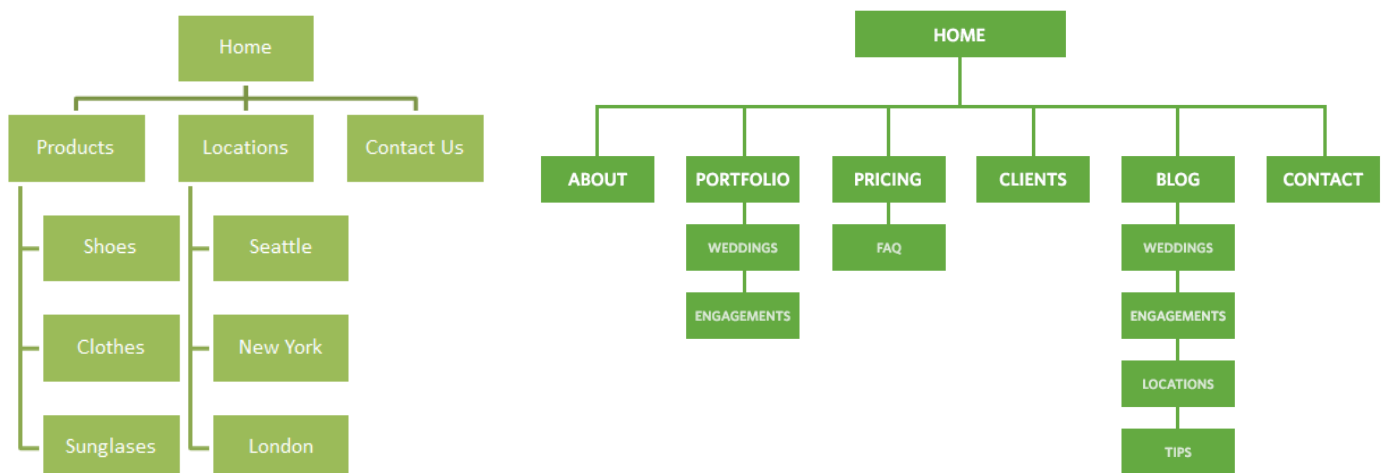 Home
Products
Locations
Contact Us
Shoes
Seattle
Clothes
New York
Sunglases
London
HOME
ABOUT
PORTFOLIO
PRICING
CLIENTS
BLOG
CONTACT
WEDDINGS
FAQ
WEDDINGS
ENGAGEMENTS
ENGAGEMENTS
LOCATIONS
TIPS